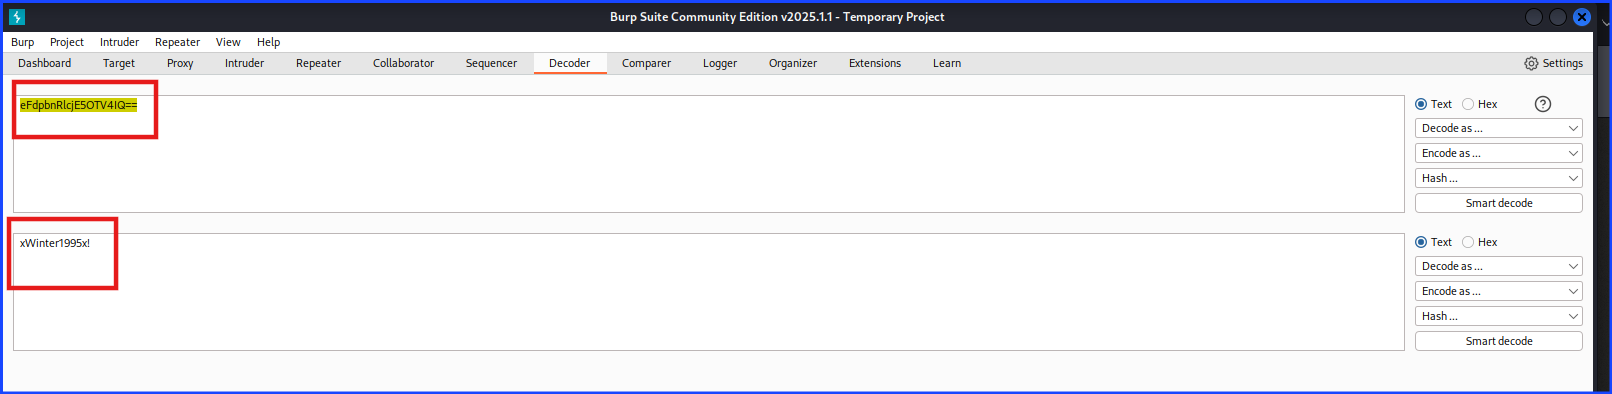 Burp Suite Community Edition v2025.1.1 - Temporary Project
Burp Project Intruder Repeater View Help
Dashboard Target Proxy Intruder Repeater Collaborator Sequencer Decoder Comparer Logger Organizer Extensions Learn Settings
eFdpbnRlcjE5OTV4IQ==
Text Hex ?
Decode as ...
Encode as ...
Hash ...
Smart decode
xWinter1995x!
Text Hex
Decode as ...
Encode as ...
Hash ...
Smart decode